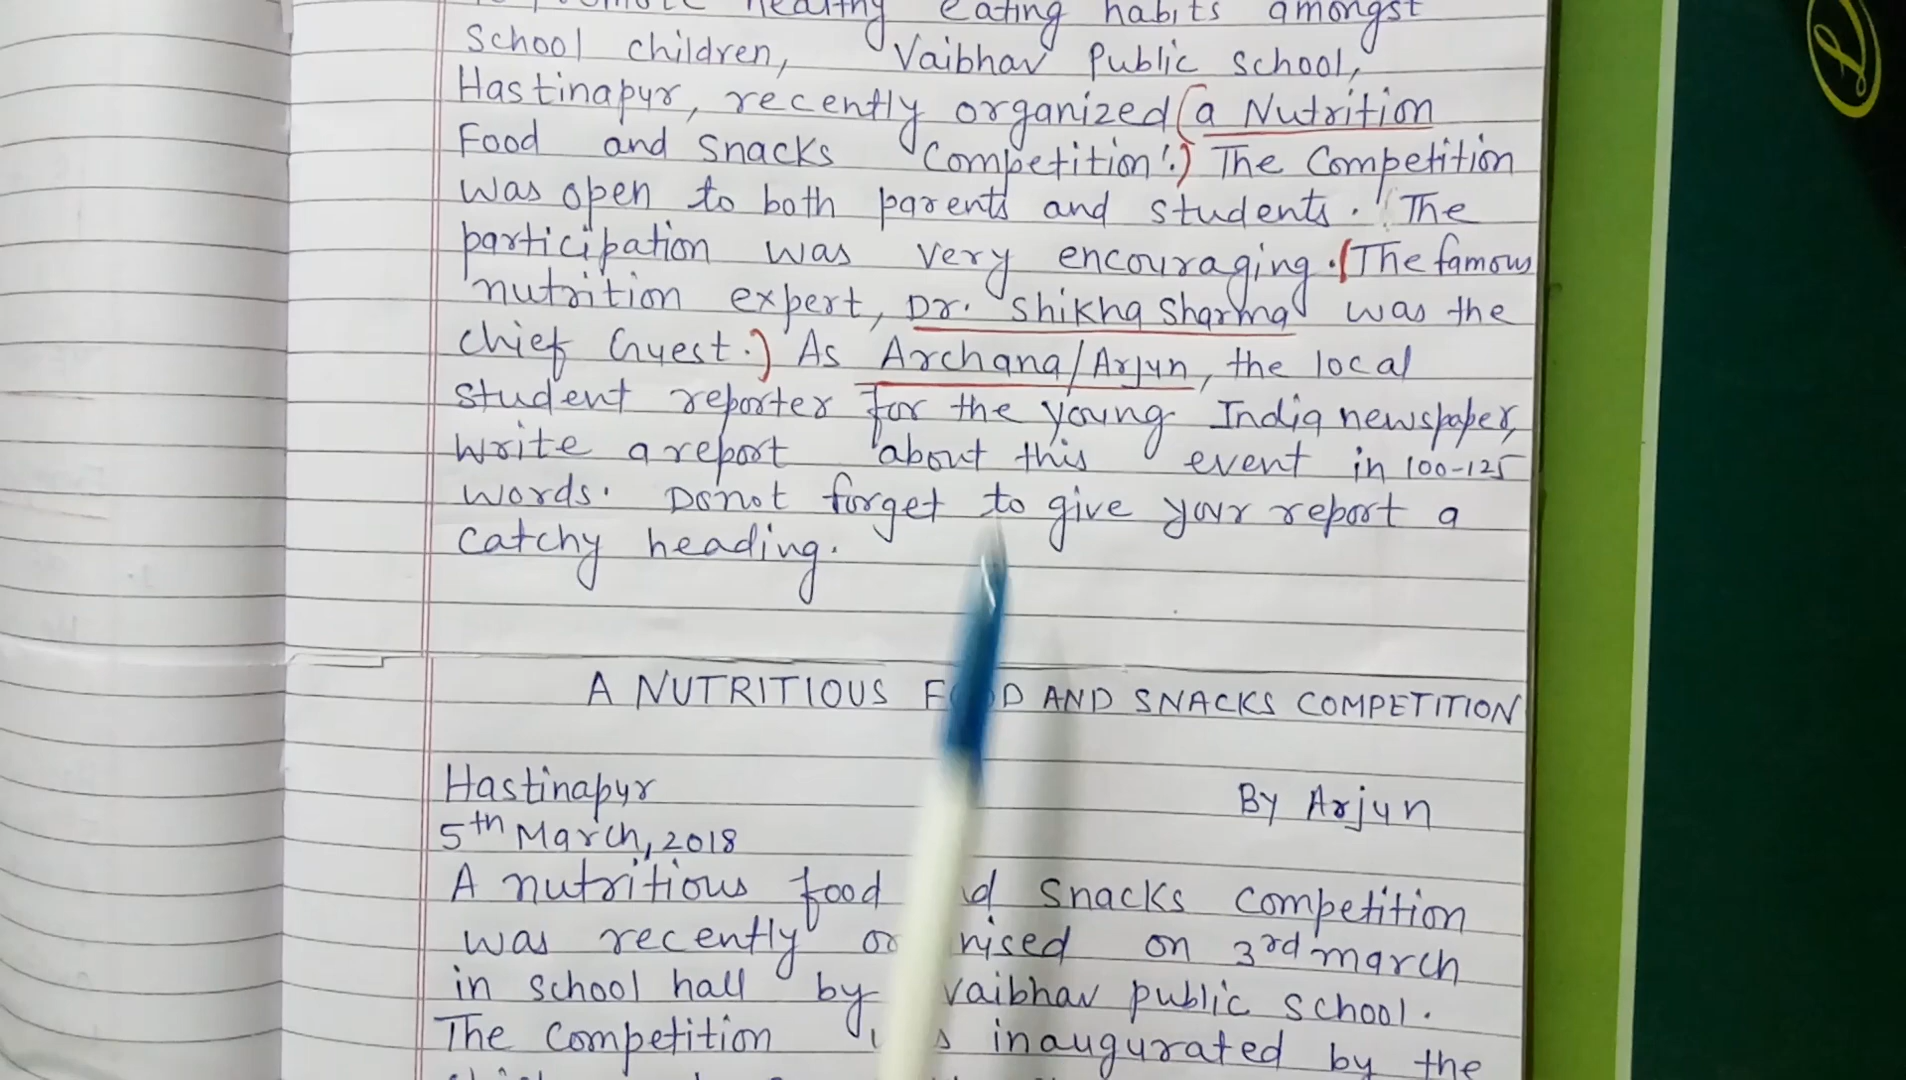 healthy eating habits amongst
School children, Vaibhav Public school,
Hastinapur, recently organized (a Nutrition
Food and snacks Competition'.) The Competition
was open to both parents and students. The
participation was very encouraging. (The famous
nutrition expert, Dr. Shikha Sharma was the
chief Guest.) As Archana/Arjun, the local
student reporter for the young India newspaper,
write a report about this event in 100-125
words. Donot forget to give your report a
catchy heading.
A NUTRITIOUS FOOD AND SNACKS COMPETITION
Hastinapur
By Arjun
5th March, 2018
A nutritious food snacks competition
was recently on 3rd march
in school hall by vaibhav public school.
The competition inaugurated by the